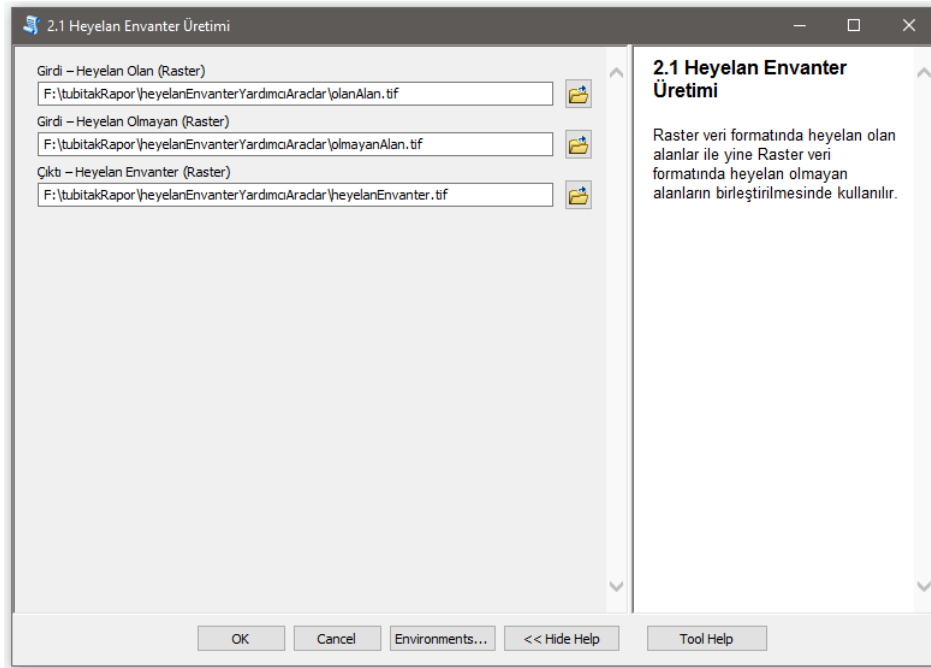 2.1 Heyelan Envanter Üretimi
Girdi – Heyelan Olan (Raster)
F:\tubitakRapor\heyelanEnvanterYardımcıAraclar\olanAlan.tif
Girdi – Heyelan Olmayan (Raster)
F:\tubitakRapor\heyelanEnvanterYardımcıAraclar\olmayanAlan.tif
Çıktı – Heyelan Envanter (Raster)
F:\tubitakRapor\heyelanEnvanterYardımcıAraclar\heyelanEnvanter.tif
2.1 Heyelan Envanter
Üretimi
Raster veri formatında heyelan olan
alanlar ile yine Raster veri
formatında heyelan olmayan
alanların birleştirilmesinde kullanılır.
OK
Cancel
Environments...
<< Hide Help
Tool Help